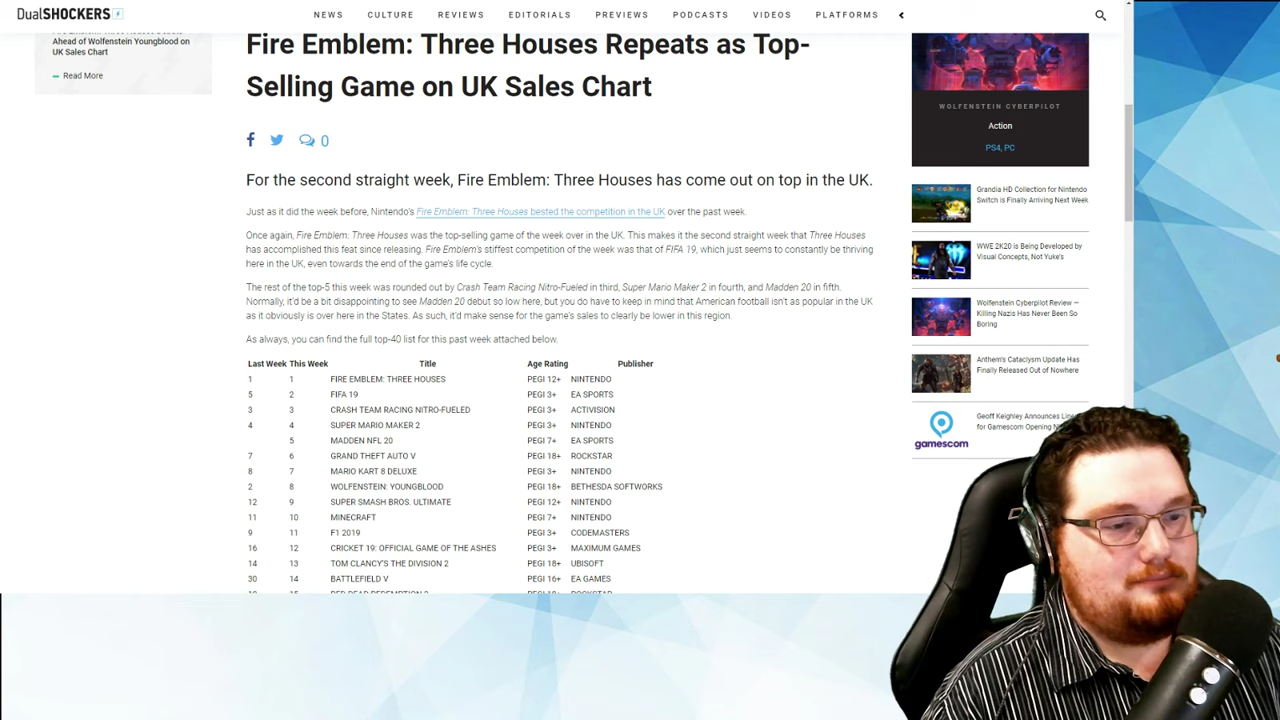 DualSHOCKERS
NEWS CULTURE REVIEWS EDITORIALS PREVIEWS PODCASTS VIDEOS PLATFORMS
Ahead of Wolfenstein Youngblood on
UK Sales Chart
Read More
Fire Emblem: Three Houses Repeats as Top-
Selling Game on UK Sales Chart
0
For the second straight week, Fire Emblem: Three Houses has come out on top in the UK.
Just as it did the week before, Nintendo's Fire Emblem: Three Houses bested the competition in the UK over the past week.
Once again, Fire Emblem: Three Houses was the top-selling game of the week over in the UK. This makes it the second straight week that Three Houses
has accomplished this feat since releasing. Fire Emblem's stiffest competition of the week was that of FIFA 19, which just seems to constantly be thriving
here in the UK, even towards the end of the game's life cycle.
The rest of the top-5 this week was rounded out by Crash Team Racing Nitro-Fueled in third, Super Mario Maker 2 in fourth, and Madden 20 in fifth.
Normally, it'd be a bit disappointing to see Madden 20 debut so low here, but you do have to keep in mind that American football isn't as popular in the UK
as it obviously is over here in the States. As such, it'd make sense for the game's sales to clearly be lower in this region.
As always, you can find the full top-40 list for this past week attached below.
Last Week This Week Title Age Rating Publisher
1 1 FIRE EMBLEM: THREE HOUSES PEGI 12+ NINTENDO
5 2 FIFA 19 PEGI 3+ EA SPORTS
3 3 CRASH TEAM RACING NITRO-FUELED PEGI 3+ ACTIVISION
4 4 SUPER MARIO MAKER 2 PEGI 3+ NINTENDO
5 MADDEN NFL 20 PEGI 7+ EA SPORTS
7 6 GRAND THEFT AUTO V PEGI 18+ ROCKSTAR
8 7 MARIO KART 8 DELUXE PEGI 3+ NINTENDO
2 8 WOLFENSTEIN: YOUNGBLOOD PEGI 18+ BETHESDA SOFTWORKS
12 9 SUPER SMASH BROS. ULTIMATE PEGI 12+ NINTENDO
11 10 MINECRAFT PEGI 7+ NINTENDO
9 11 F1 2019 PEGI 3+ CODEMASTERS
16 12 CRICKET 19: OFFICIAL GAME OF THE ASHES PEGI 3+ MAXIMUM GAMES
14 13 TOM CLANCY'S THE DIVISION 2 PEGI 18+ UBISOFT
30 14 BATTLEFIELD V PEGI 16+ EA GAMES
WOLFENSTEIN CYBERPILOT
Action
PS4, PC
Grandia HD Collection for Nintendo
Switch is Finally Arriving Next Week
WWE 2K20 is Being Developed by
Visual Concepts, Not Yuke's
Wolfenstein Cyberpilot Review —
Killing Nazis Has Never Been So
Boring
Anthem's Cataclysm Update Has
Finally Released Out of Nowhere
gamescom
Geoff Keighley Announces
for Gamescom Opening